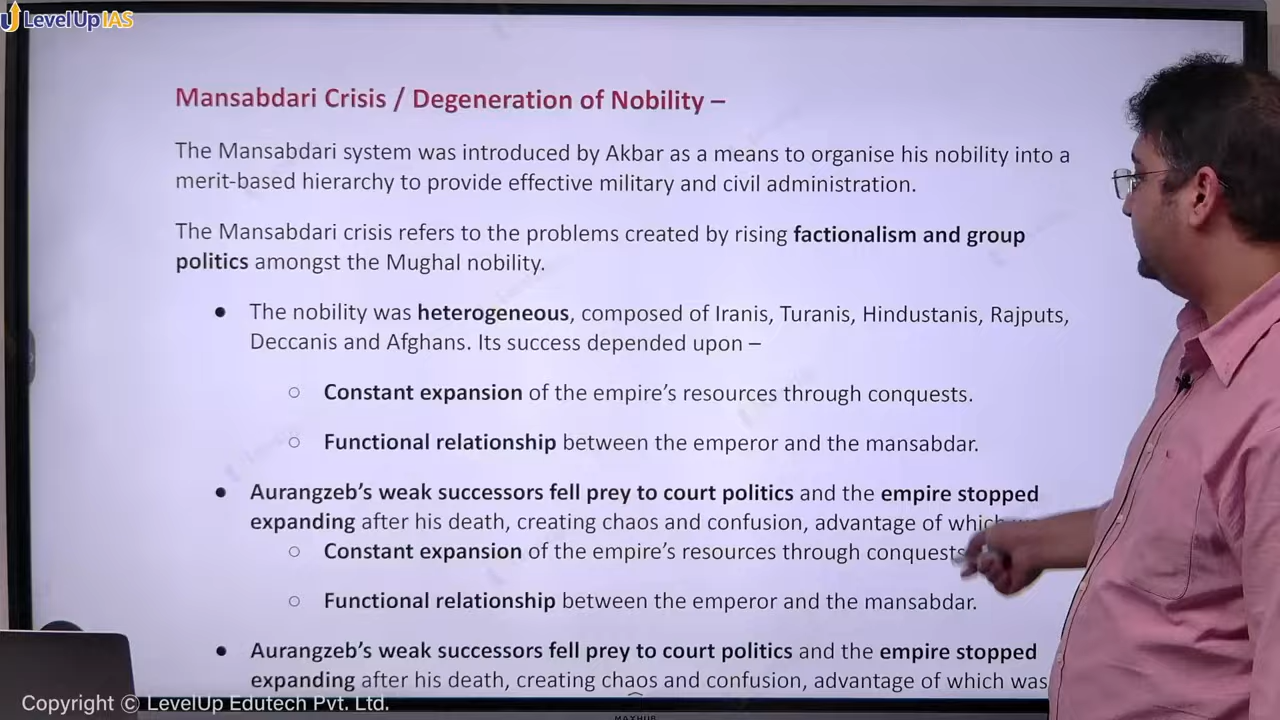 LevelUp IAS
Mansabdari Crisis / Degeneration of Nobility –
The Mansabdari system was introduced by Akbar as a means to organise his nobility into a
merit-based hierarchy to provide effective military and civil administration.
The Mansabdari crisis refers to the problems created by rising factionalism and group
politics amongst the Mughal nobility.
● The nobility was heterogeneous, composed of Iranis, Turanis, Hindustanis, Rajputs,
Deccanis and Afghans. Its success depended upon –
○ Constant expansion of the empire's resources through conquests.
○ Functional relationship between the emperor and the mansabdar.
● Aurangzeb's weak successors fell prey to court politics and the empire stopped
expanding after his death, creating chaos and confusion, advantage of which
○ Constant expansion of the empire's resources through conquests
○ Functional relationship between the emperor and the mansabdar.
● Aurangzeb's weak successors fell prey to court politics and the empire stopped
expanding after his death, creating chaos and confusion, advantage of which was
Copyright © LevelUp Edutech Pvt. Ltd.
MAXHUB